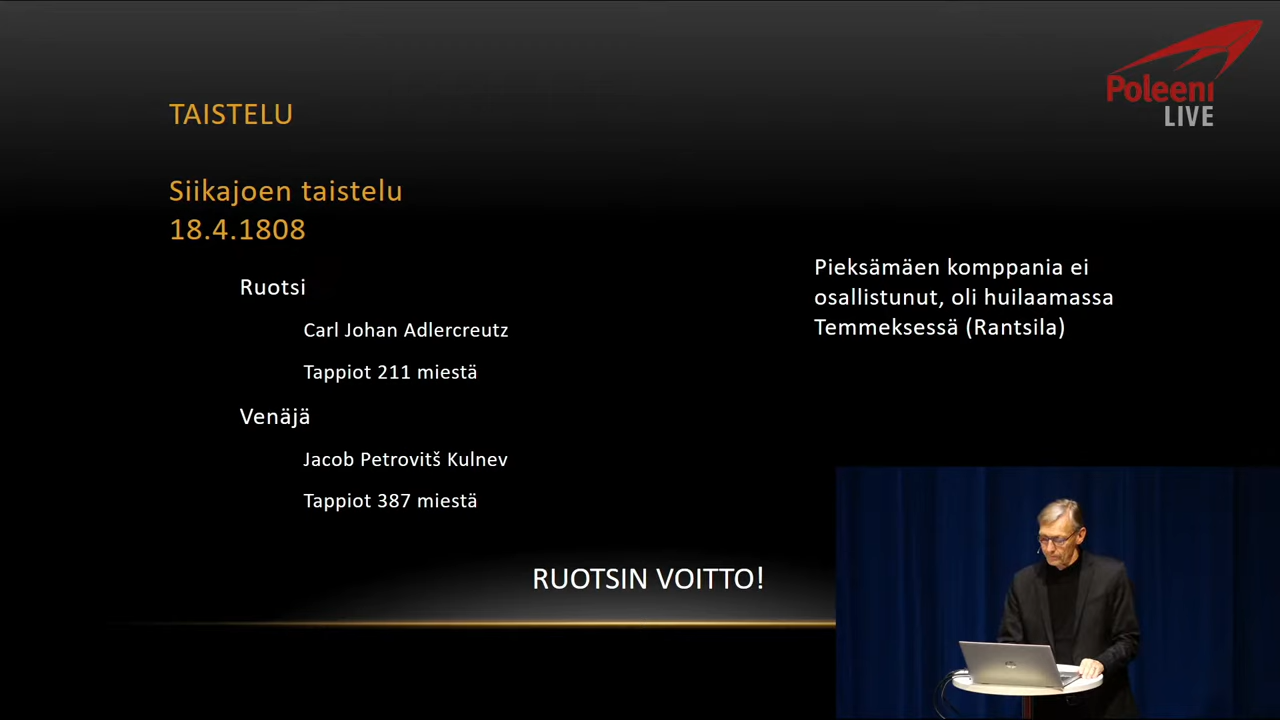 Poleeni
LIVE
TAISTELU
Siikajoen taistelu
18.4.1808
Ruotsi
Carl Johan Adlercreutz
Tappiot 211 miestä
Venäjä
Jacob Petrovitš Kulnev
Tappiot 387 miestä
Pieksämäen komppania ei
osallistunut, oli huilaamassa
Temmeksessä (Rantsila)
RUOTSIN VOITTO!